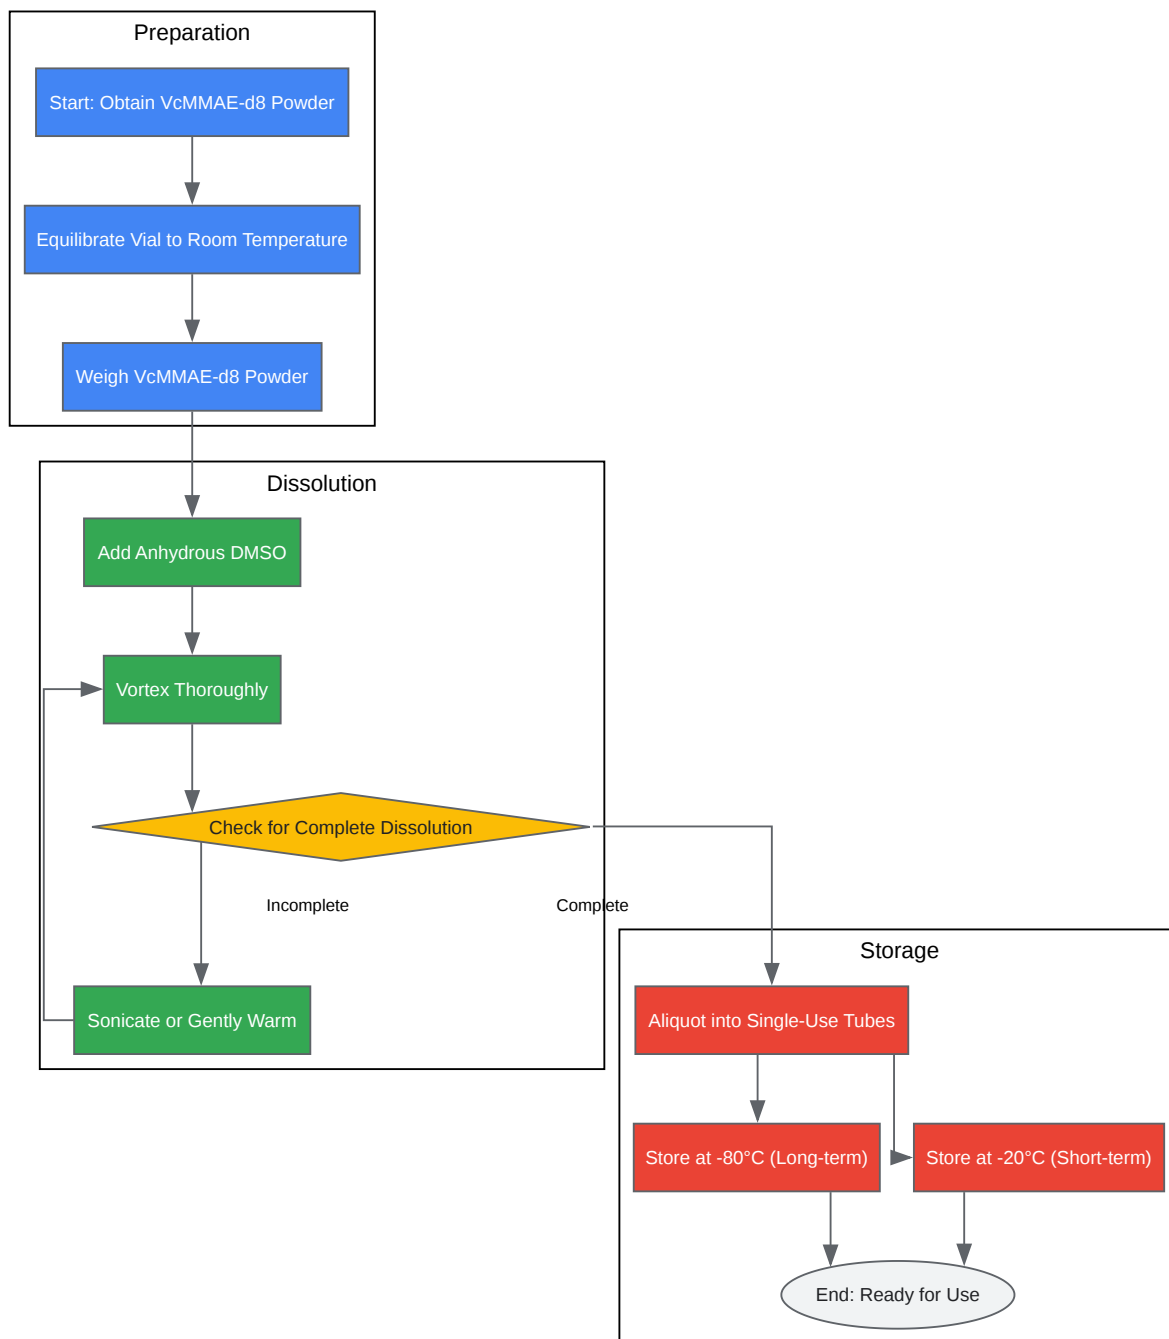 Preparation
Start: Obtain VcMMAE-d8 Powder
Equilibrate Vial to Room Temperature
Weigh VcMMAE-d8 Powder
Dissolution
Add Anhydrous DMSO
Vortex Thoroughly
Check for Complete Dissolution
Incomplete
Complete
Sonicate or Gently Warm
Storage
Aliquot into Single-Use Tubes
Store at -80°C (Long-term)
Store at -20°C (Short-term)
End: Ready for Use